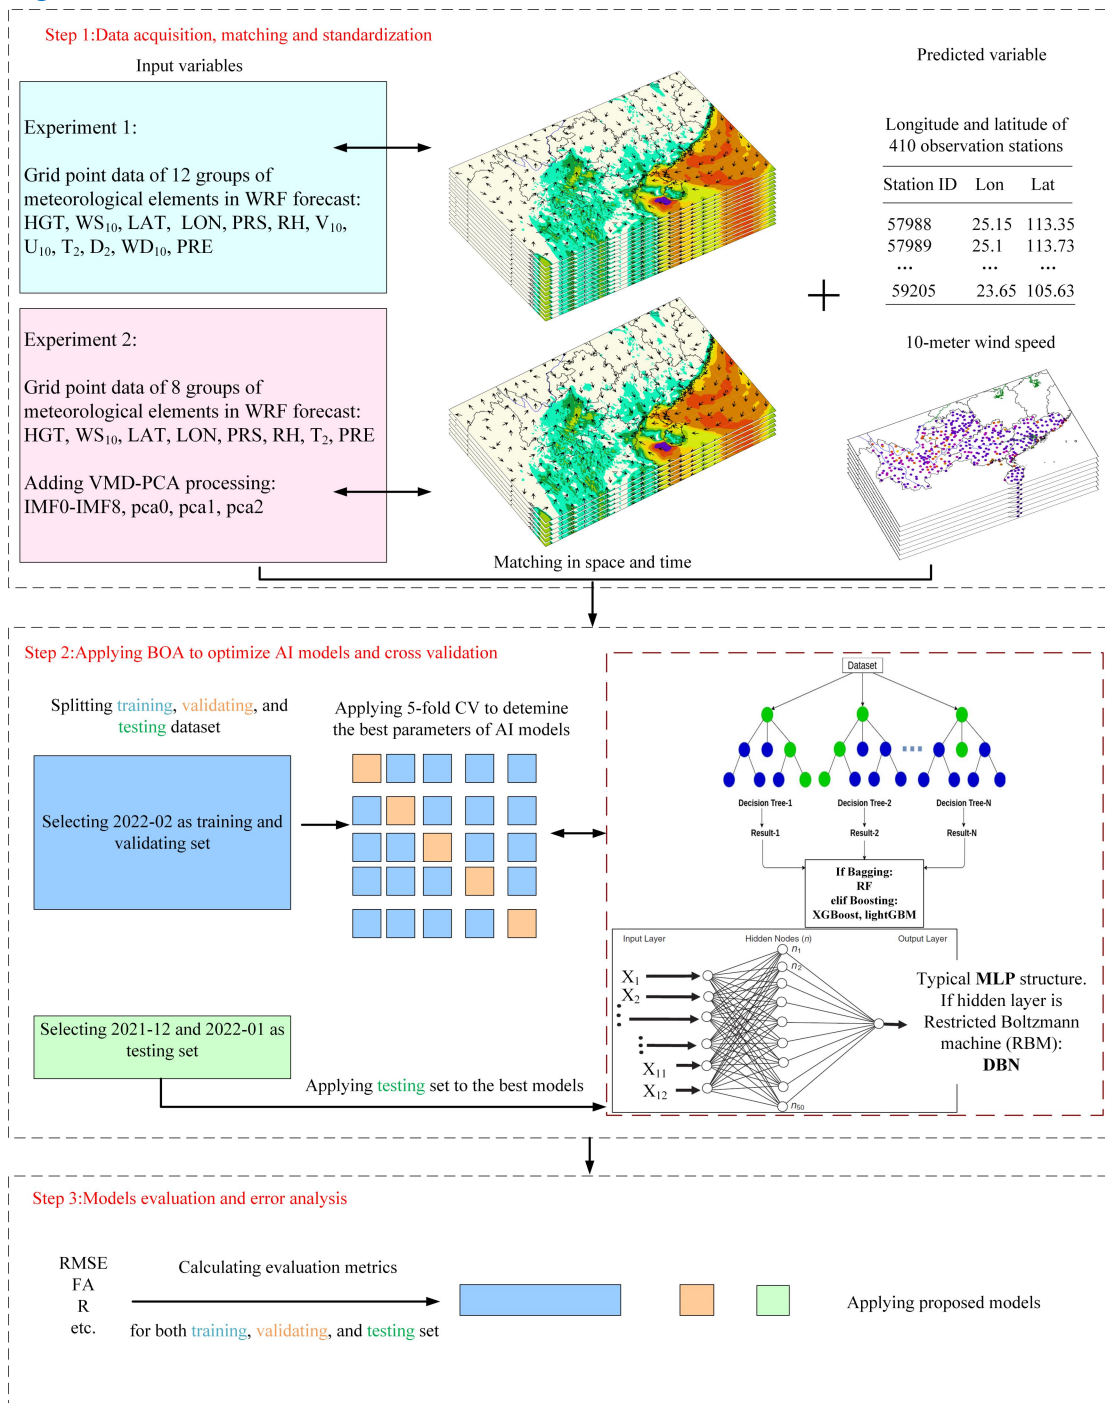 Step 1:Data acquisition, matching and standardization
Input variables
Experiment 1:
Grid point data of 12 groups of
meteorological elements in WRF forecast:
HGT, WS10, LAT, LON, PRS, RH, V10,
U10, T2, D2, WD10, PRE
Experiment 2:
Grid point data of 8 groups of
meteorological elements in WRF forecast:
HGT, WS10, LAT, LON, PRS, RH, T2, PRE
Adding VMD-PCA processing:
IMF0-IMF8, pca0, pca1, pca2
Predicted variable
Longitude and latitude of
410 observation stations
Station ID Lon Lat
57988 25.15 113.35
57989 25.1 113.73
... ... ...
59205 23.65 105.63
10-meter wind speed
Matching in space and time
Step 2:Applying BOA to optimize AI models and cross validation
Splitting training, validating, and
testing dataset
Selecting 2022-02 as training and
validating set
Applying 5-fold CV to detemine
the best parameters of AI models
Selecting 2021-12 and 2022-01 as
testing set
Applying testing set to the best models
Dataset
Decision Tree-1 Decision Tree-2 Decision Tree-N
Result-1 Result-2 Result-N
If Bagging:
RF
elif Boosting:
XGBoost, lightGBM
Input Layer Hidden Nodes (n) Output Layer
n1
n2
X1
X2
X11
X12
n50
Typical MLP structure.
If hidden layer is
Restricted Boltzmann
machine (RBM):
DBN
Step 3:Models evaluation and error analysis
RMSE
FA
R
etc.
Calculating evaluation metrics
for both training, validating, and testing set
Applying proposed models